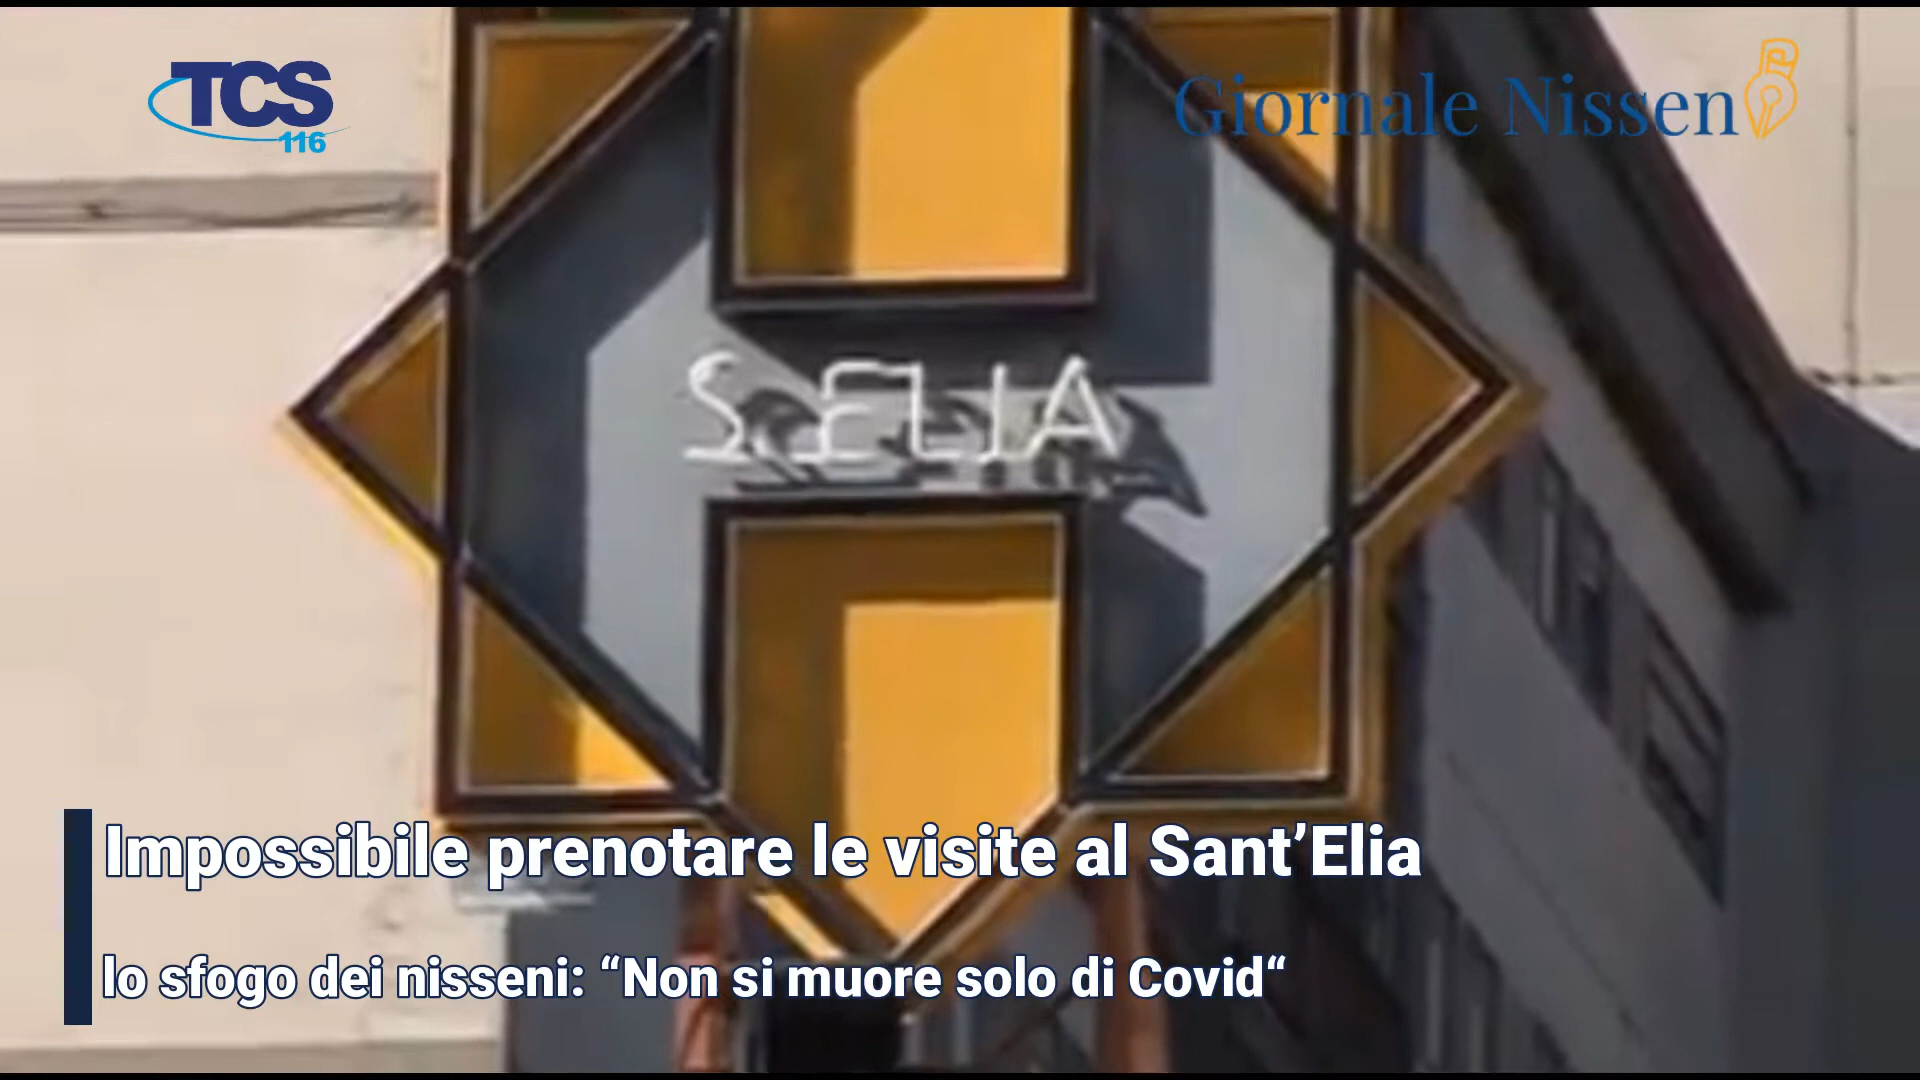 TCS
116
Giornale Nisseno
S. ELIA
Impossibile prenotare le visite al Sant’Elia
lo sfogo dei nisseni: “Non si muore solo di Covid“